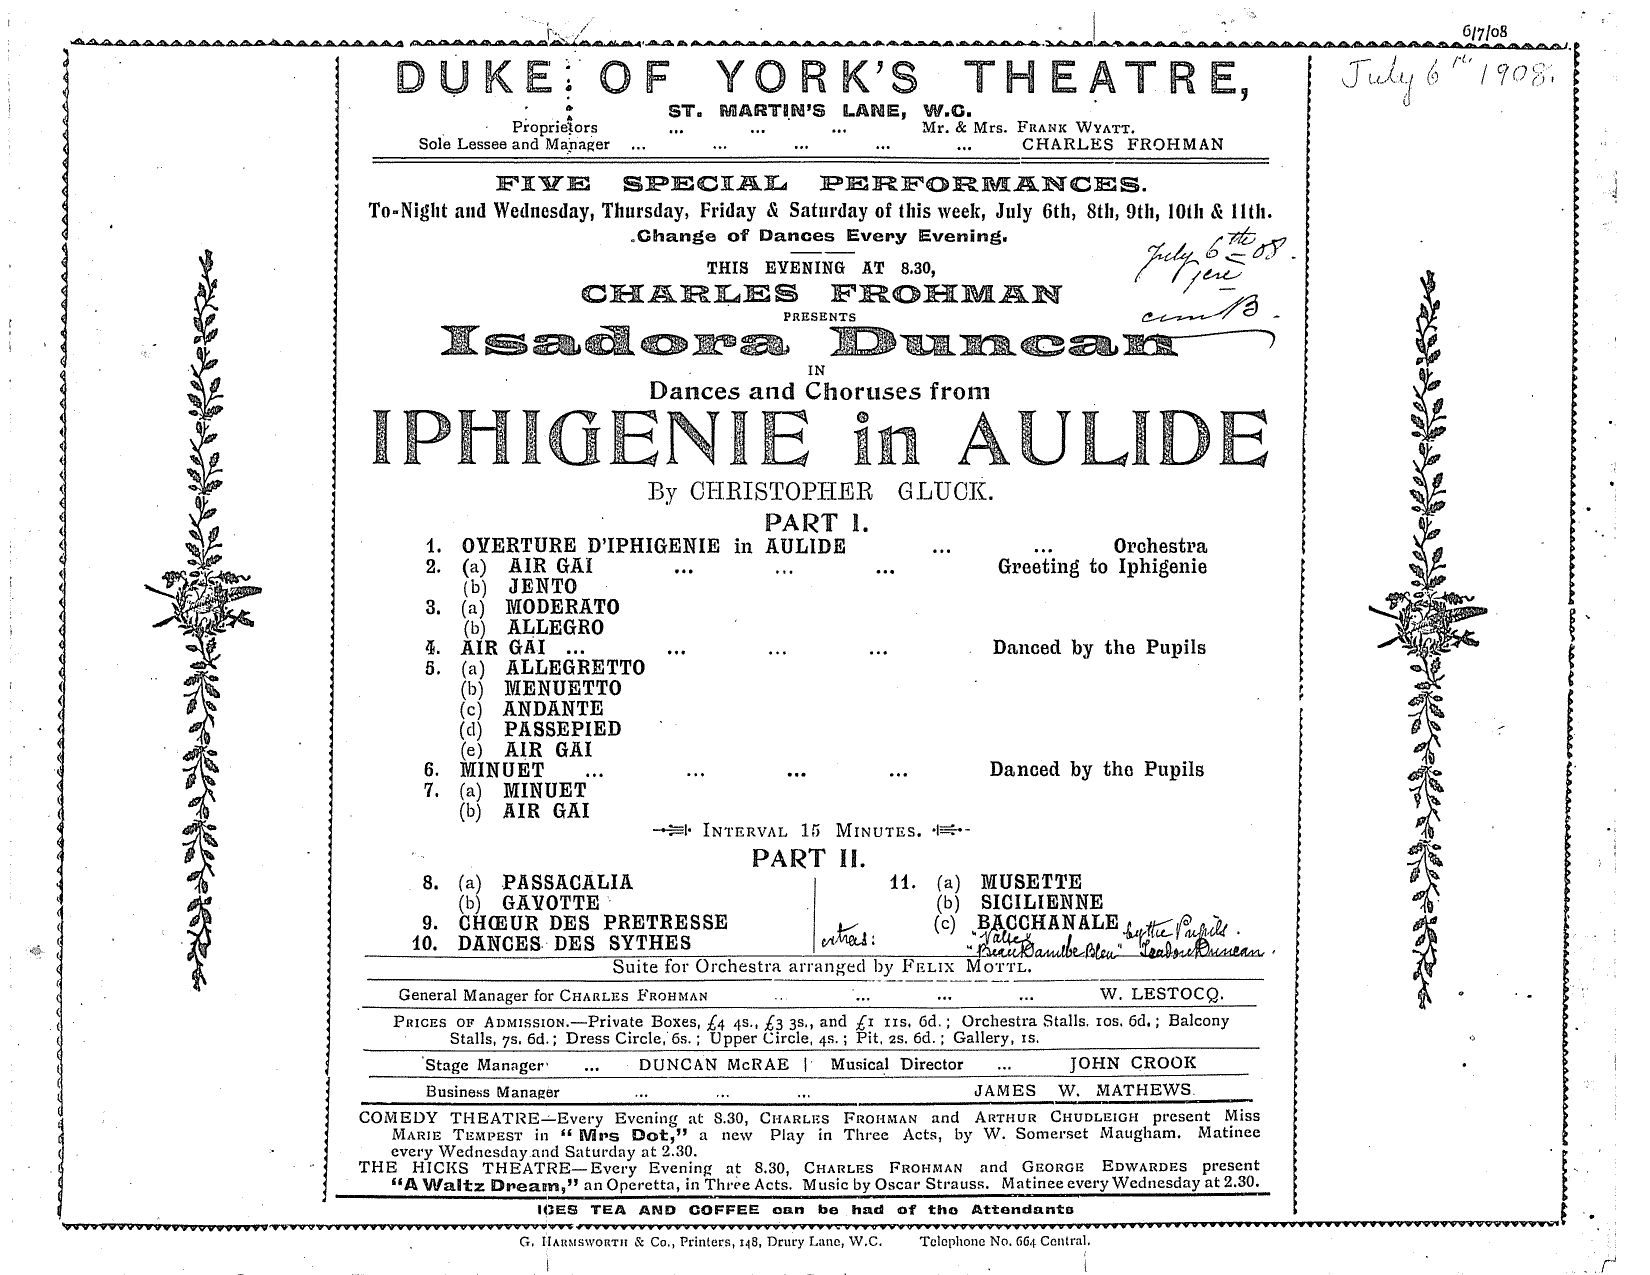 6/7/08
July 6th 1908.
DUKE OF YORK'S THEATRE,
ST. MARTIN'S LANE, W.C.
Proprietors ... ... ... Mr. & Mrs. FRANK WYATT.
Sole Lessee and Manager ... ... ... ... ... CHARLES FROHMAN
FIVE SPECIAL PERFORMANCES.
To-Night and Wednesday, Thursday, Friday & Saturday of this week, July 6th, 8th, 9th, 10th & 11th.
Change of Dances Every Evening.
July 6th 08.
THIS EVENING AT 8.30,
CHARLES FROHMAN
PRESENTS
Isadora Duncan
IN
Dances and Choruses from
IPHIGENIE in AULIDE
By CHRISTOPHER GLUCK.
PART I.
1. OVERTURE D'IPHIGENIE in AULIDE ... ... Orchestra
2. (a) AIR GAI ... ... ... Greeting to Iphigenie
(b) JENTO
3. (a) MODERATO
(b) ALLEGRO
4. AIR GAI ... ... ... ... Danced by the Pupils
5. (a) ALLEGRETTO
(b) MENUETTO
(c) ANDANTE
(d) PASSEPIED
(e) AIR GAI
6. MINUET ... ... ... ... Danced by the Pupils
7. (a) MINUET
(b) AIR GAI
INTERVAL 15 MINUTES.
PART II.
8. (a) PASSACALIA
(b) GAVOTTE
9. CHŒUR DES PRETRESSE
10. DANCES DES SYTHES
11. (a) MUSETTE
(b) SICILIENNE
(c) BACCHANALE by the Pupils.
extras: "Valse
"Beau Danube Bleu" Isadora Duncan.
Suite for Orchestra arranged by FELIX MOTTL.
General Manager for CHARLES FROHMAN ... ... ... ... W. LESTOCQ.
PRICES OF ADMISSION.—Private Boxes, £4 4s., £3 3s., and £1 11s. 6d.; Orchestra Stalls, 10s. 6d.; Balcony
Stalls, 7s. 6d.; Dress Circle, 6s.; Upper Circle, 4s.; Pit, 2s. 6d.; Gallery, 1s.
Stage Manager ... DUNCAN McRAE | Musical Director ... JOHN CROOK
Business Manager ... ... ... JAMES W. MATHEWS.
COMEDY THEATRE—Every Evening at 8.30, CHARLES FROHMAN and ARTHUR CHUDLEIGH present Miss
MARIE TEMPEST in "Mrs Dot," a new Play in Three Acts, by W. Somerset Maugham. Matinee
every Wednesday and Saturday at 2.30.
THE HICKS THEATRE—Every Evening at 8.30, CHARLES FROHMAN and GEORGE EDWARDES present
"A Waltz Dream," an Operetta, in Three Acts. Music by Oscar Strauss. Matinee every Wednesday at 2.30.
ICES TEA AND COFFEE can be had of the Attendants
G. HARMSWORTH & Co., Printers, 148, Drury Lane, W.C. Telephone No. 664 Central.